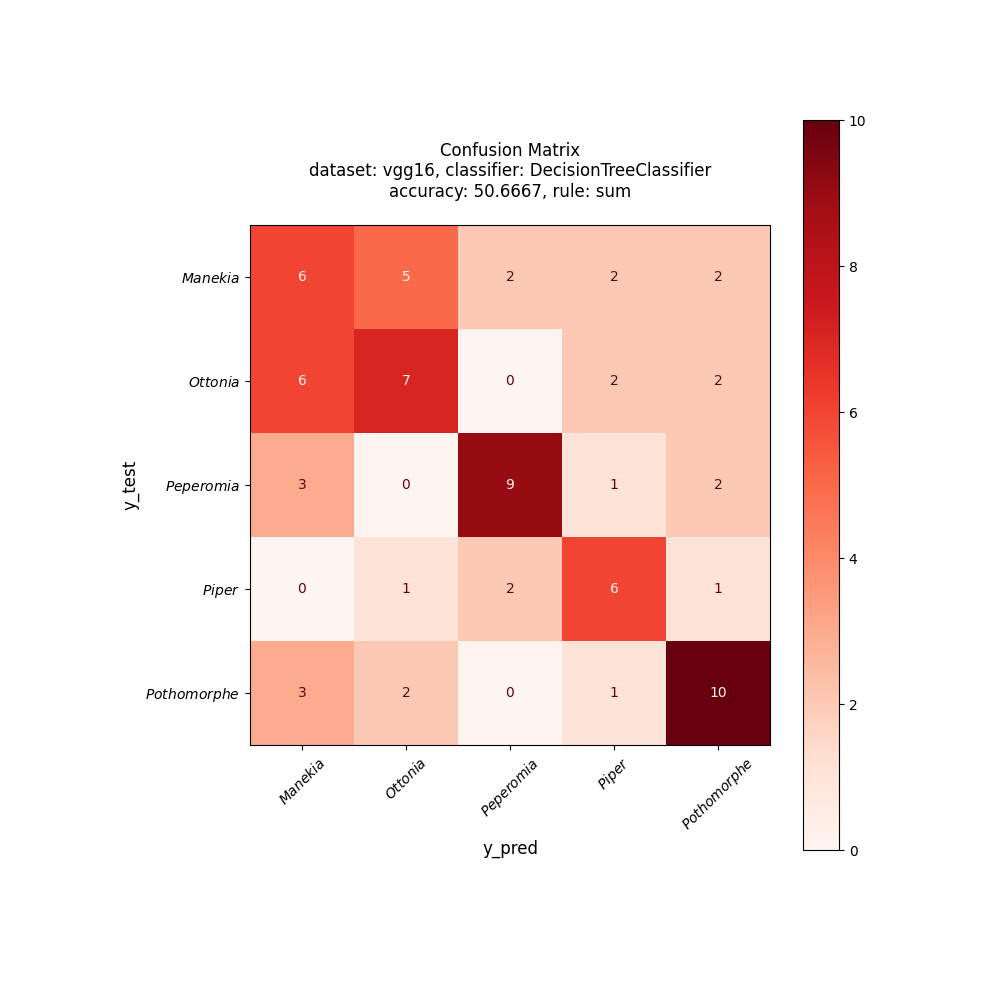 Confusion Matrix
dataset: vgg16, classifier: DecisionTreeClassifier
accuracy: 50.6667, rule: sum
Manekia 6 5 2 2 2
Ottonia 6 7 0 2 2
Peperomia 3 0 9 1 2
Piper 0 1 2 6 1
Pothomorphe 3 2 0 1 10
Manekia Ottonia Peperomia Piper Pothomorphe
y_pred
y_test
10
8
6
4
2
0